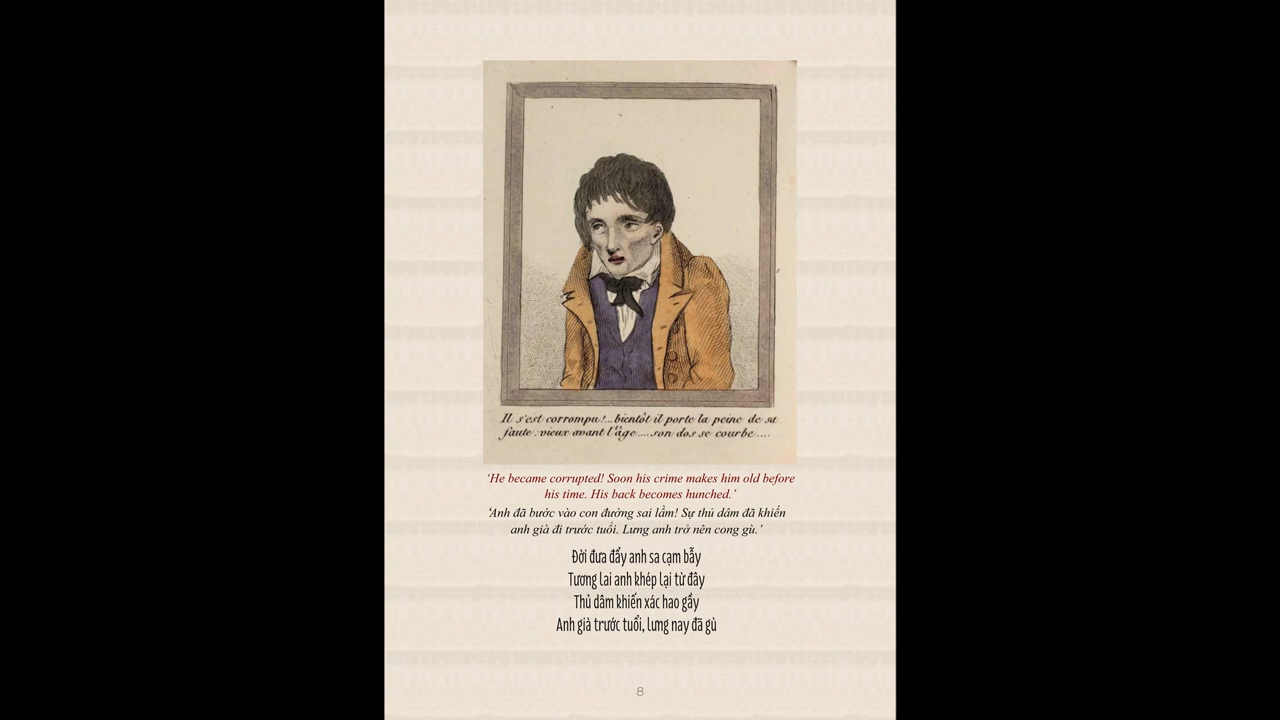 Il s'est corrompu!...bientôt il porte la peine de sa
faute: vieux avant l'âge....son dos se courbe....
‘He became corrupted! Soon his crime makes him old before
his time. His back becomes hunched.’
‘Anh đã bước vào con đường sai lầm! Sự thủ dâm đã khiến
anh già đi trước tuổi. Lưng anh trở nên cong gù.’
Đời đưa đẩy anh sa cạm bẫy
Tương lai anh khép lại từ đây
Thủ dâm khiến xác hao gầy
Anh già trước tuổi, lưng nay đã gù
8